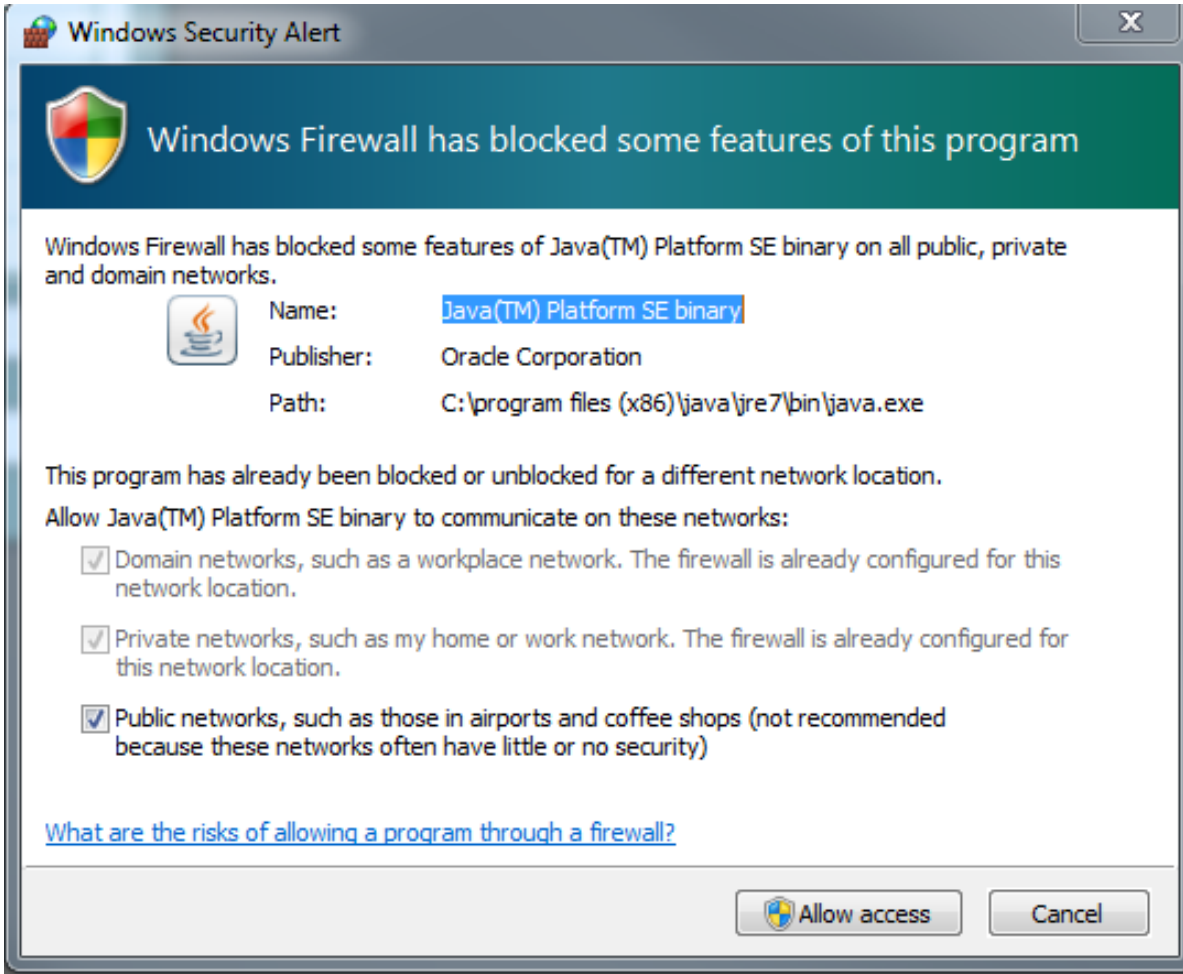 Windows Security Alert
Windows Firewall has blocked some features of this program
Windows Firewall has blocked some features of Java(TM) Platform SE binary on all public, private
and domain networks.
Name: Java(TM) Platform SE binary
Publisher: Oracle Corporation
Path: C:\program files (x86)\java\jre7\bin\java.exe
This program has already been blocked or unblocked for a different network location.
Allow Java(TM) Platform SE binary to communicate on these networks:
Domain networks, such as a workplace network. The firewall is already configured for this
network location.
Private networks, such as my home or work network. The firewall is already configured for
this network location.
Public networks, such as those in airports and coffee shops (not recommended
because these networks often have little or no security)
What are the risks of allowing a program through a firewall?
Allow access Cancel